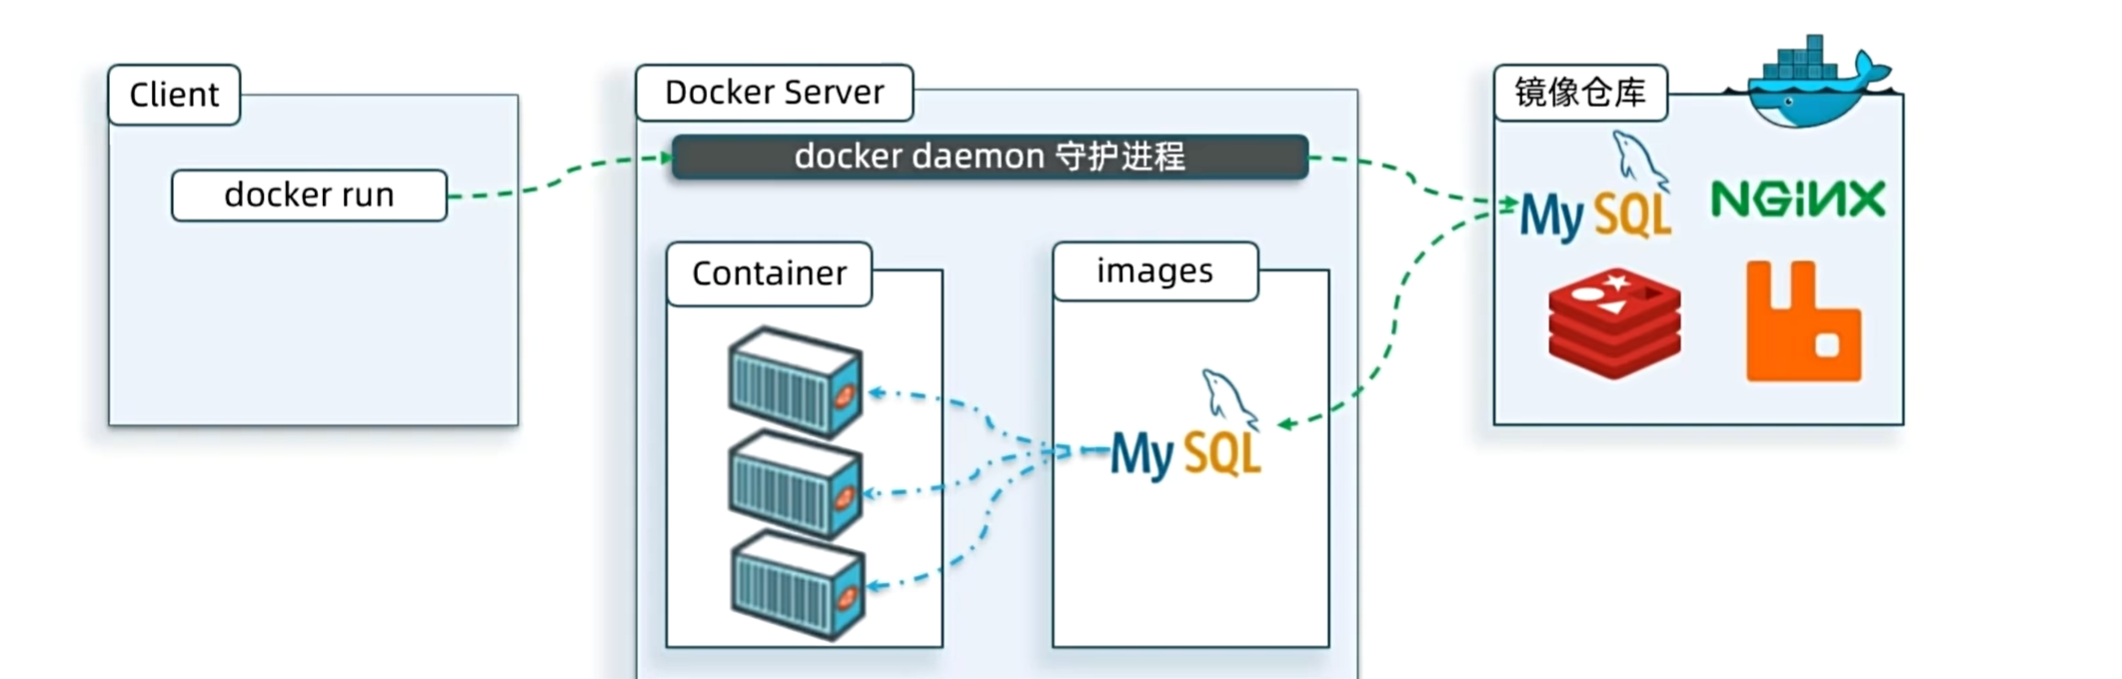 Client
docker run
Docker Server
docker daemon 守护进程
Container
images
MySQL
镜像仓库
MySQL
NGINX